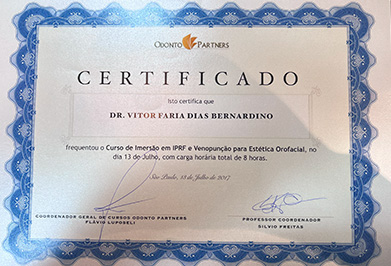 ODONTO PARTNERS
CERTIFICADO
Isto certifica que
DR. VITOR FARIA DIAS BERNARDINO
frequentou o Curso de Imersão em IPRF e Venopunção para Estética Orofacial, no
dia 13 de Julho, com carga horária total de 8 horas.
São Paulo, 13 de Julho de 2017
COORDENADOR GERAL DE CURSOS ODONTO PARTNERS
FLÁVIO LUPOSELI
PROFESSOR COORDENADOR
SILVIO FREITAS